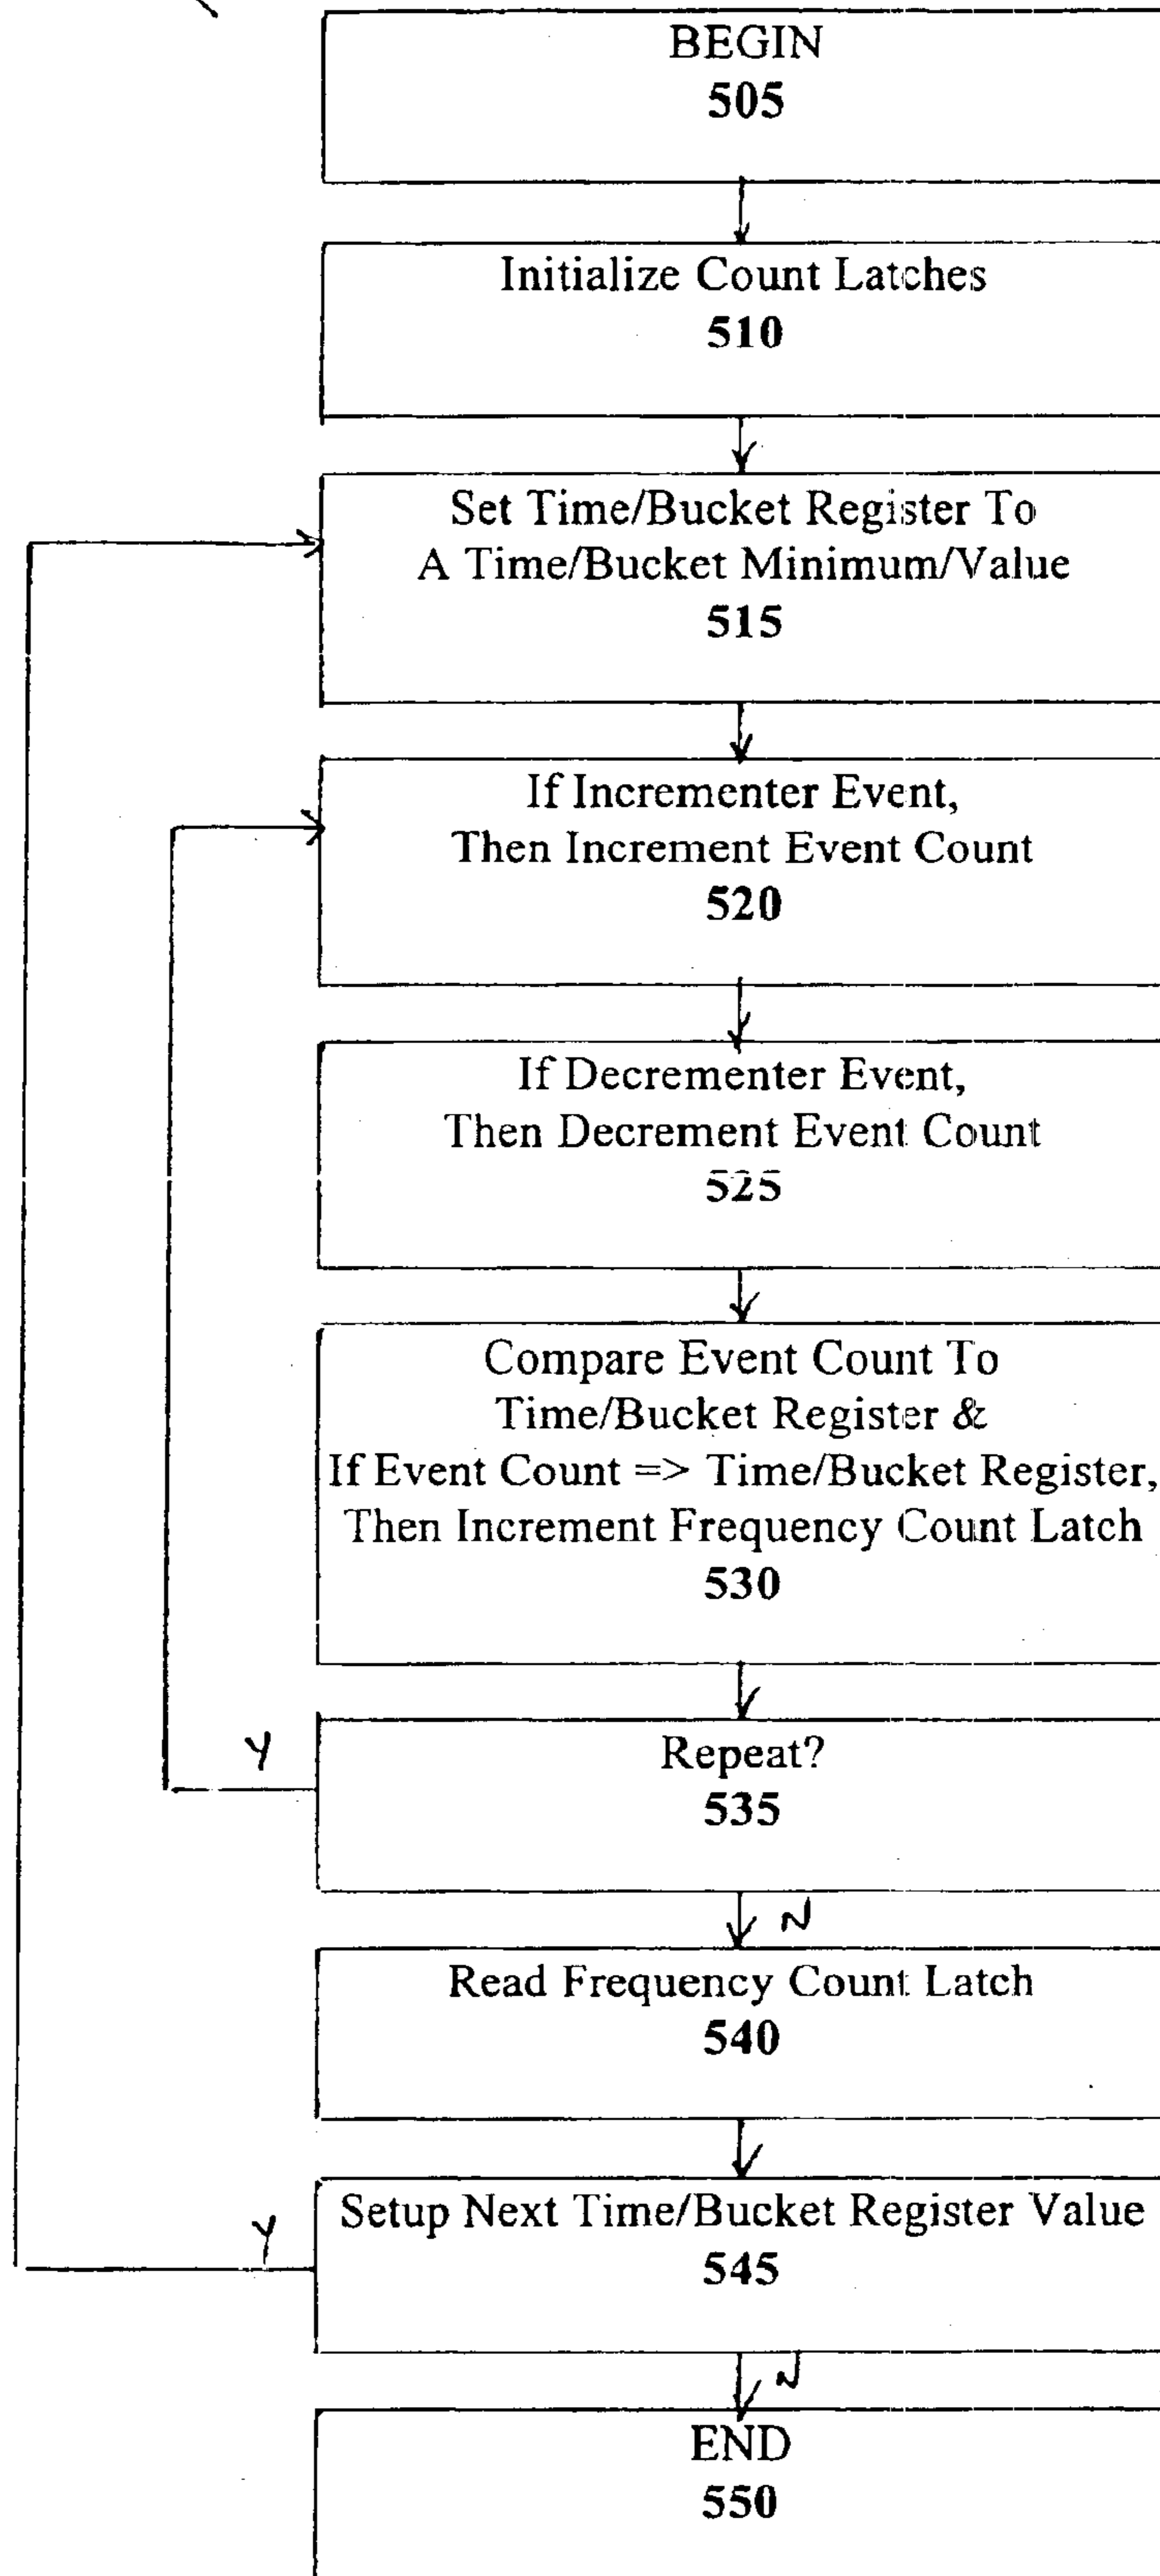 BEGIN
505
Initialize Count Latches
510
Set Time/Bucket Register To
A Time/Bucket Minimum/Value
515
If Incrementer Event,
Then Increment Event Count
520
If Decrementer Event,
Then Decrement Event Count
525
Compare Event Count To
Time/Bucket Register &
If Event Count => Time/Bucket Register,
Then Increment Frequency Count Latch
530
Y
Repeat?
535
N
Read Frequency Count Latch
540
Y
Setup Next Time/Bucket Register Value
545
N
END
550